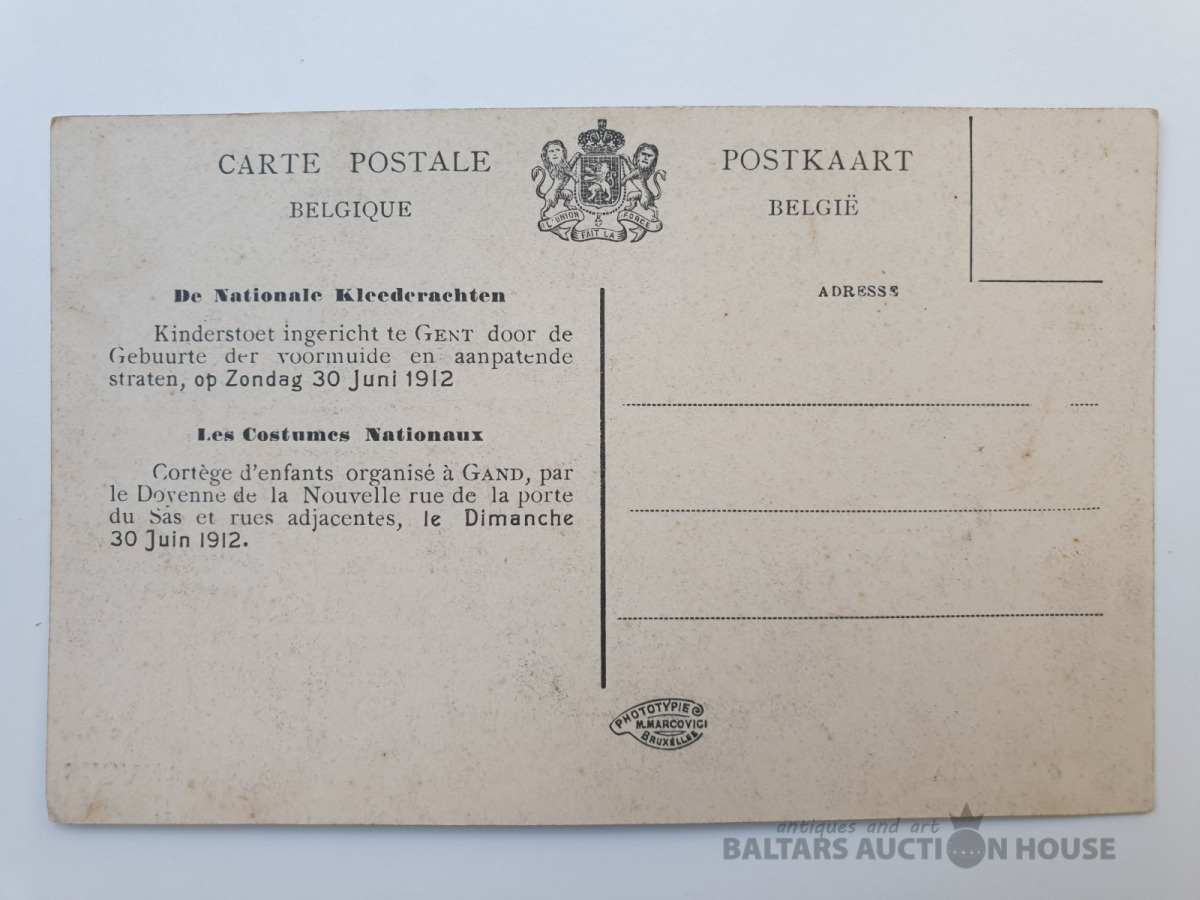 CARTE POSTALE
BELGIQUE
L'UNION FAIT LA FORCE
POSTKAART
BELGIË
De Nationale Kleederachten
Kinderstoet ingericht te GENT door de
Gebuurte der voormuide en aanpatende
straten, op Zondag 30 Juni 1912
Les Costumes Nationaux
Cortège d'enfants organisé à GAND, par
le Doyenne de la Nouvelle rue de la porte
du Sas et rues adjacentes, le Dimanche
30 Juin 1912.
ADRESSE
PHOTOTYPIE
M. MARCOVICI
BRUXELLES
antiques and art
BALTARS AUCTION HOUSE